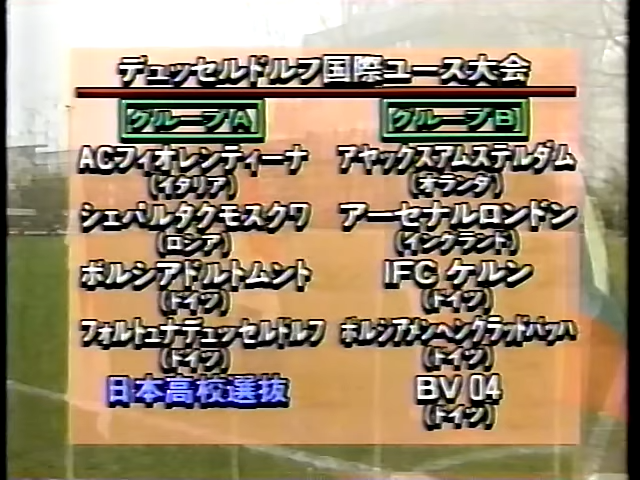 デュッセルドルフ国際ユース大会
グループA
ACフィオレンティーナ
(イタリア)
シェパルタクモスクワ
(ロシア)
ボルシアドルトムント
(ドイツ)
フォルトュナデュッセルドルフ
(ドイツ)
日本高校選抜
グループB
アヤックスアムステルダム
(オランダ)
アーセナルロンドン
(イングランド)
IFC ケルン
(ドイツ)
ボルシアメンヘングラッドバッハ
(ドイツ)
BV 04
(ドイツ)